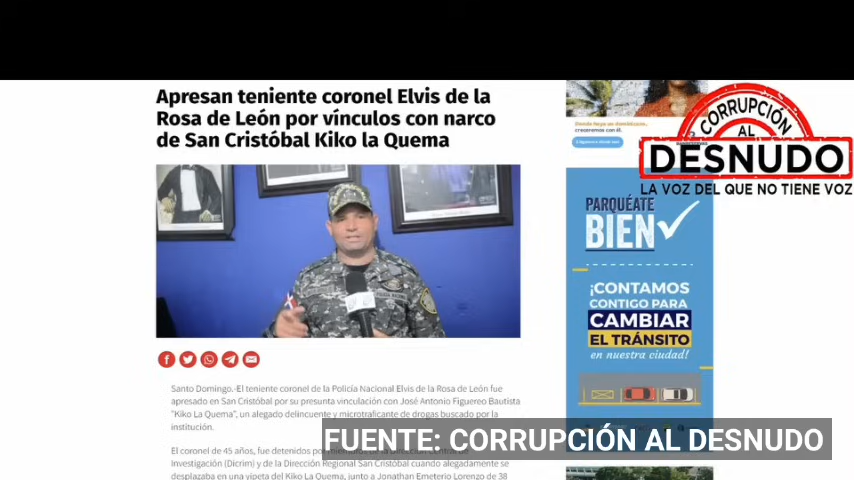 Apresan teniente coronel Elvis de la
Rosa de León por vínculos con narco
de San Cristóbal Kiko la Quema
Santo Domingo.-El teniente coronel de la Policía Nacional Elvis de la Rosa de León fue
apresado en San Cristóbal por su presunta vinculación con José Antonio Figuereo Bautista
"Kiko La Quema", un alegado delincuente y microtraficante de drogas buscado por la
institución.
El coronel de 45 años, fue detenido por
Investigación (Dicrim) y de la Dirección Regional San Cristóbal cuando alegadamente se
desplazaba en una yipeta del Kiko La Quema, junto a Jonathan Emeterio Lorenzo de 38
CORRUPCIÓN
AL
DESNUDO
LA VOZ DEL QUE NO TIENE VOZ
PARQUÉATE
BIEN
¡CONTAMOS
CONTIGO PARA
CAMBIAR
EL TRÁNSITO
en nuestra ciudad!
FUENTE: CORRUPCIÓN AL DESNUDO